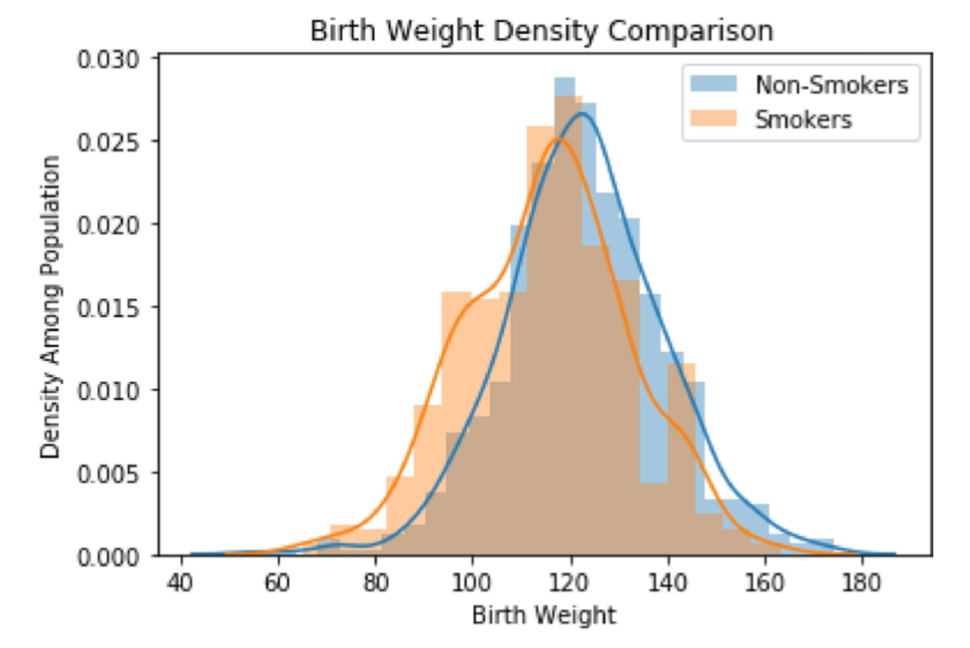 Birth Weight Density Comparison
0.030
0.025
0.020
0.015
0.010
0.005
0.000
Density Among Population
Non-Smokers
Smokers
40 60 80 100 120 140 160 180
Birth Weight